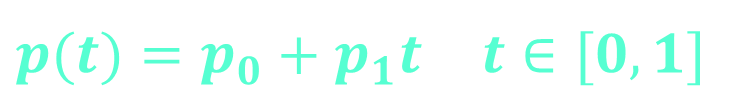 p(t) = p₀ + p₁t    t ∈ [0, 1]